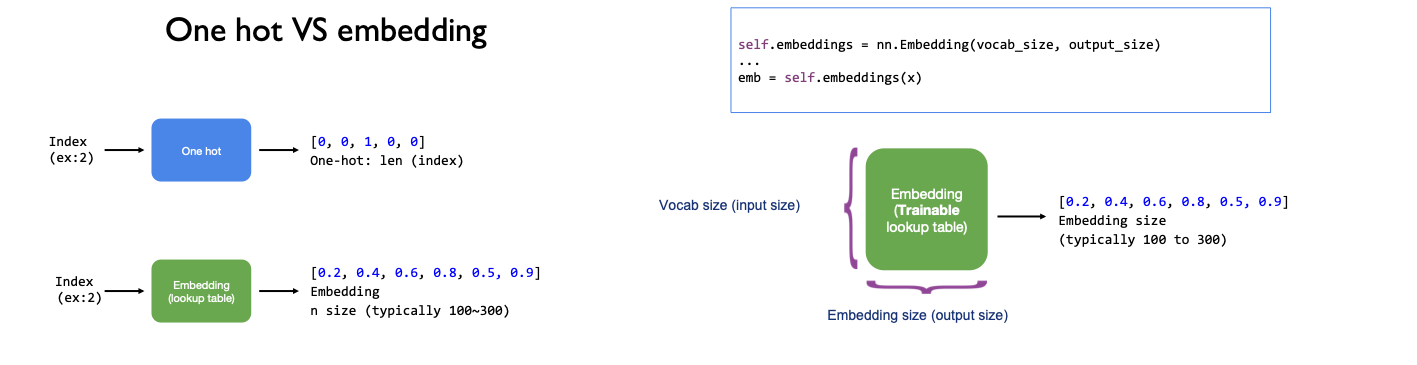 One hot VS embedding
Index
(ex:2)
One hot
[0, 0, 1, 0, 0]
One-hot: len (index)
Index
(ex:2)
Embedding
(lookup table)
[0.2, 0.4, 0.6, 0.8, 0.5, 0.9]
Embedding
n size (typically 100~300)
self.embeddings = nn.Embedding(vocab_size, output_size)
...
emb = self.embeddings(x)
Vocab size (input size)
Embedding
(Trainable
lookup table)
[0.2, 0.4, 0.6, 0.8, 0.5, 0.9]
Embedding size
(typically 100 to 300)
Embedding size (output size)